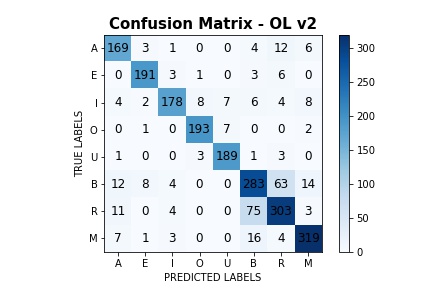 Confusion Matrix - OL v2
A 169 3 1 0 0 4 12 6
E 0 191 3 1 0 3 6 0
I 4 2 178 8 7 6 4 8
O 0 1 0 193 7 0 0 2
U 1 0 0 3 189 1 3 0
B 12 8 4 0 0 283 63 14
R 11 0 4 0 0 75 303 3
M 7 1 3 0 0 16 4 319
A E I O U B R M
PREDICTED LABELS
TRUE LABELS
300
250
200
150
100
50
0